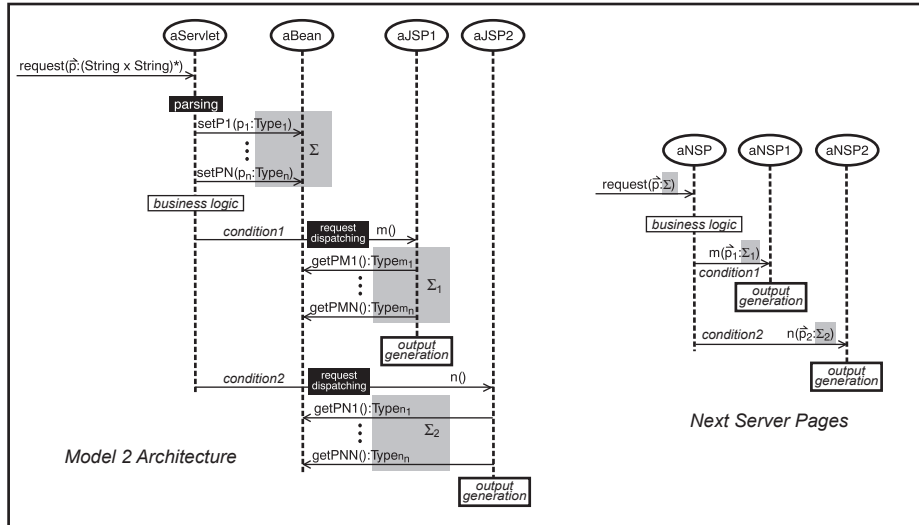 aServlet aBean aJSP1 aJSP2
request(p⃗:(String x String)*)
parsing
setP1(p₁:Type₁)
Σ
setPN(pₙ:Typeₙ)
business logic
condition1
request
dispatching
m()
getPM1():Typeₘ₁
Σ₁
getPMN():Typeₘₙ
output
generation
condition2
request
dispatching
n()
getPN1():Typeₙ₁
Σ₂
getPNN():Typeₙₙ
output
generation
Model 2 Architecture
aNSP aNSP1 aNSP2
request(p⃗:Σ)
business logic
m(p⃗₁:Σ₁)
condition1
output
generation
condition2 n(p⃗₂:Σ₂)
output
generation
Next Server Pages